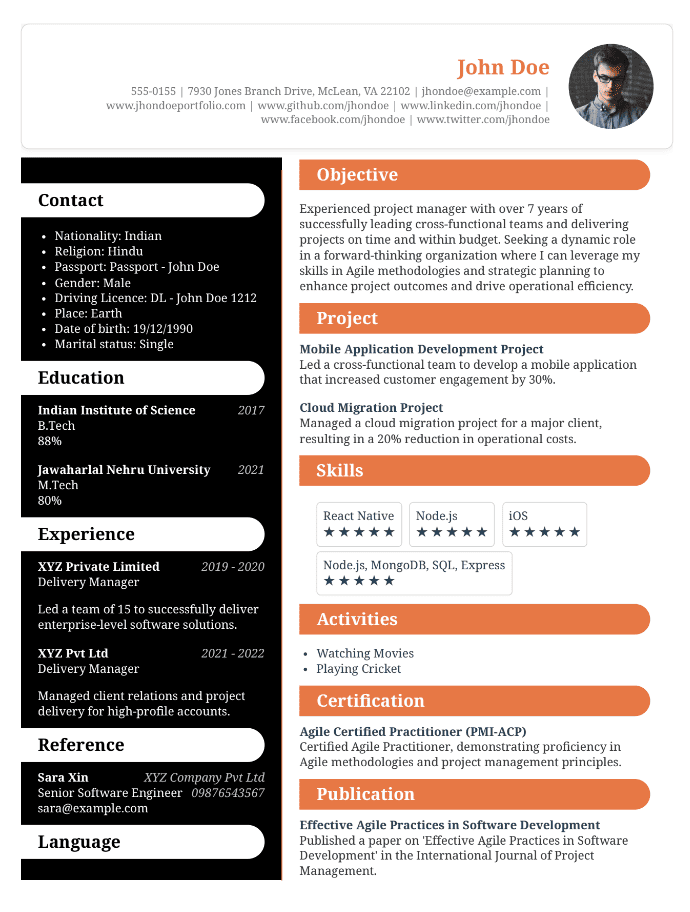 John Doe
555-0155 | 7930 Jones Branch Drive, McLean, VA 22102 | jhondoe@example.com |
www.jhondoeportfolio.com | www.github.com/jhondoe | www.linkedin.com/jhondoe |
www.facebook.com/jhondoe | www.twitter.com/jhondoe
Contact
• Nationality: Indian
• Religion: Hindu
• Passport: Passport - John Doe
• Gender: Male
• Driving Licence: DL - John Doe 1212
• Place: Earth
• Date of birth: 19/12/1990
• Marital status: Single
Education
Indian Institute of Science 2017
B.Tech
88%
Jawaharlal Nehru University 2021
M.Tech
80%
Experience
XYZ Private Limited 2019 - 2020
Delivery Manager
Led a team of 15 to successfully deliver
enterprise-level software solutions.
XYZ Pvt Ltd 2021 - 2022
Delivery Manager
Managed client relations and project
delivery for high-profile accounts.
Reference
Sara Xin XYZ Company Pvt Ltd
Senior Software Engineer 09876543567
sara@example.com
Language
Objective
Experienced project manager with over 7 years of
successfully leading cross-functional teams and delivering
projects on time and within budget. Seeking a dynamic role
in a forward-thinking organization where I can leverage my
skills in Agile methodologies and strategic planning to
enhance project outcomes and drive operational efficiency.
Project
Mobile Application Development Project
Led a cross-functional team to develop a mobile application
that increased customer engagement by 30%.
Cloud Migration Project
Managed a cloud migration project for a major client,
resulting in a 20% reduction in operational costs.
Skills
React Native Node.js iOS
★★★★★ ★★★★★ ★★★★★
Node.js, MongoDB, SQL, Express
★★★★★
Activities
• Watching Movies
• Playing Cricket
Certification
Agile Certified Practitioner (PMI-ACP)
Certified Agile Practitioner, demonstrating proficiency in
Agile methodologies and project management principles.
Publication
Effective Agile Practices in Software Development
Published a paper on 'Effective Agile Practices in Software
Development' in the International Journal of Project
Management.